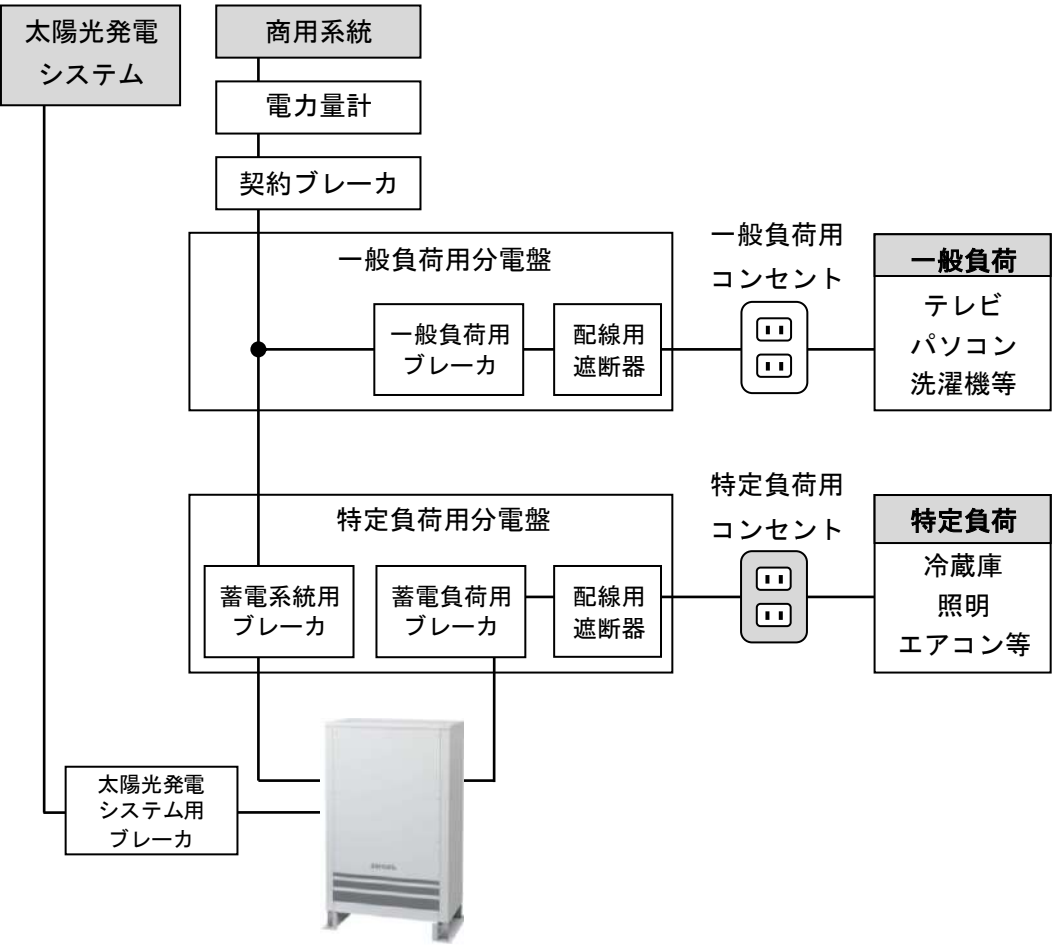 太陽光発電
システム
商用系統
電力量計
契約ブレーカ
一般負荷用分電盤
一般負荷用
ブレーカ
配線用
遮断器
一般負荷用
コンセント
一般負荷
テレビ
パソコン
洗濯機等
特定負荷用分電盤
蓄電系統用
ブレーカ
蓄電負荷用
ブレーカ
配線用
遮断器
特定負荷用
コンセント
特定負荷
冷蔵庫
照明
エアコン等
太陽光発電
システム用
ブレーカ